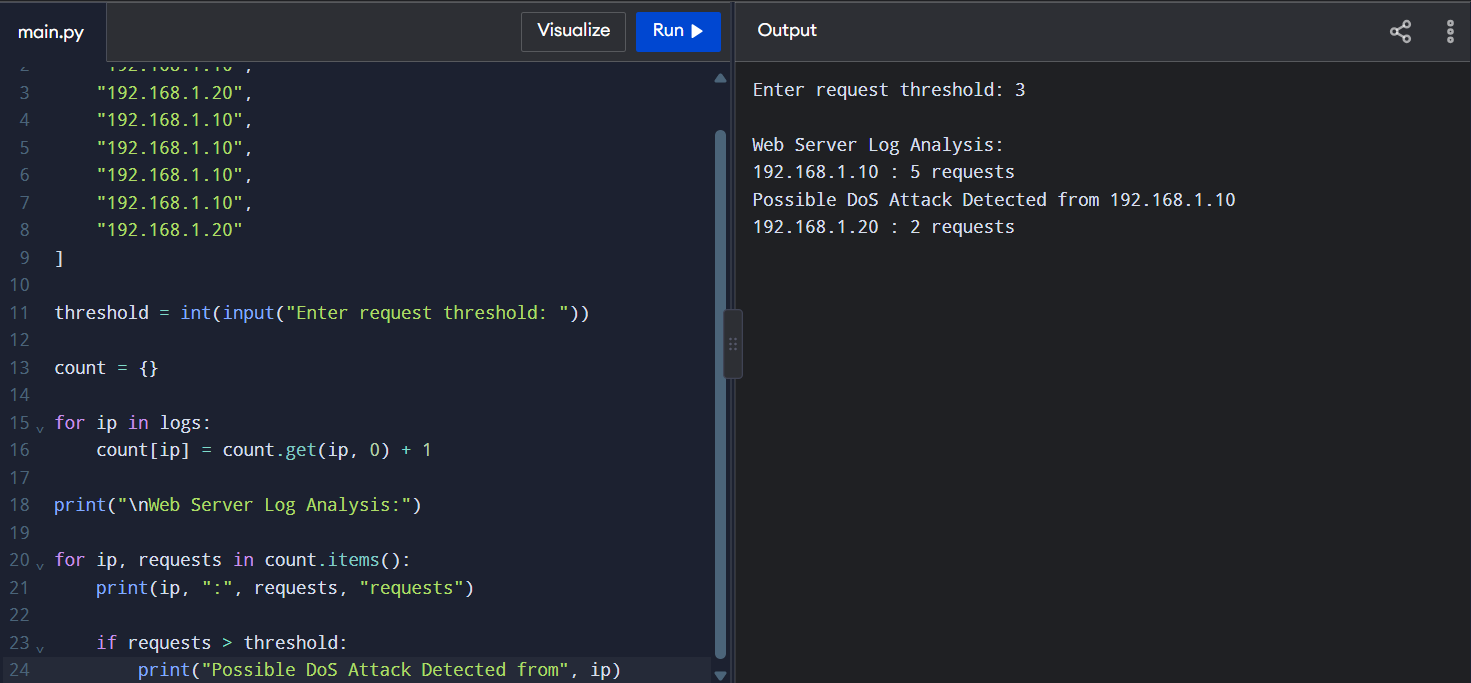 main.py
Visualize
Run
2 "192.168.1.10",
3 "192.168.1.20",
4 "192.168.1.10",
5 "192.168.1.10",
6 "192.168.1.10",
7 "192.168.1.10",
8 "192.168.1.20"
9 ]
10
11 threshold = int(input("Enter request threshold: "))
12
13 count = {}
14
15 for ip in logs:
16 count[ip] = count.get(ip, 0) + 1
17
18 print("\nWeb Server Log Analysis:")
19
20 for ip, requests in count.items():
21 print(ip, ":", requests, "requests")
22
23 if requests > threshold:
24 print("Possible DoS Attack Detected from", ip)
Output
Enter request threshold: 3
Web Server Log Analysis:
192.168.1.10 : 5 requests
Possible DoS Attack Detected from 192.168.1.10
192.168.1.20 : 2 requests